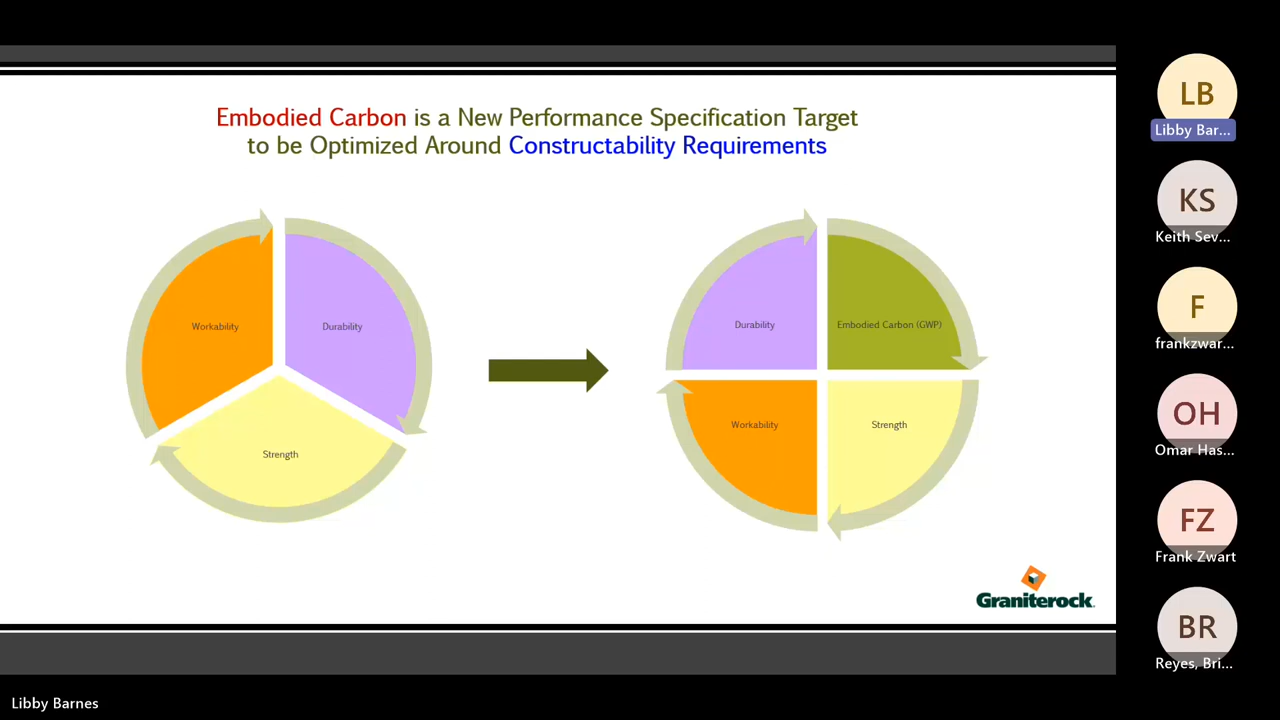 Embodied Carbon is a New Performance Specification Target
to be Optimized Around Constructability Requirements
Workability
Durability
Strength
Durability
Embodied Carbon (GWP)
Workability
Strength
Graniterock
LB
Libby Bar...
KS
Keith Sev...
F
frankzwar...
OH
Omar Has...
FZ
Frank Zwart
BR
Reyes, Bri...
Libby Barnes